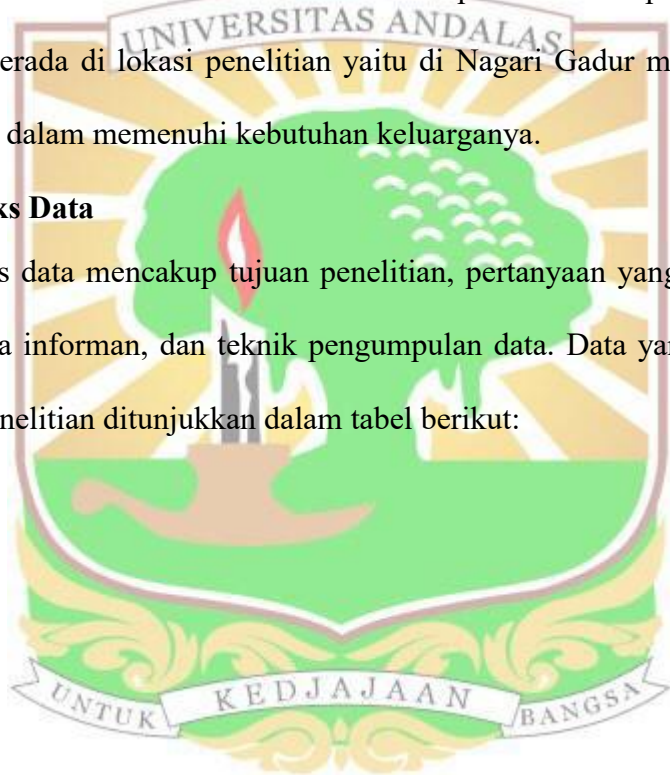 UNIVERSITAS ANDALAS
erada di lokasi penelitian yaitu di Nagari Gadur m
dalam memenuhi kebutuhan keluarganya.
ks Data
s data mencakup tujuan penelitian, pertanyaan yang
a informan, dan teknik pengumpulan data. Data yan
enelitian ditunjukkan dalam tabel berikut:
UNTUK KEDJAJAAN BANGSA